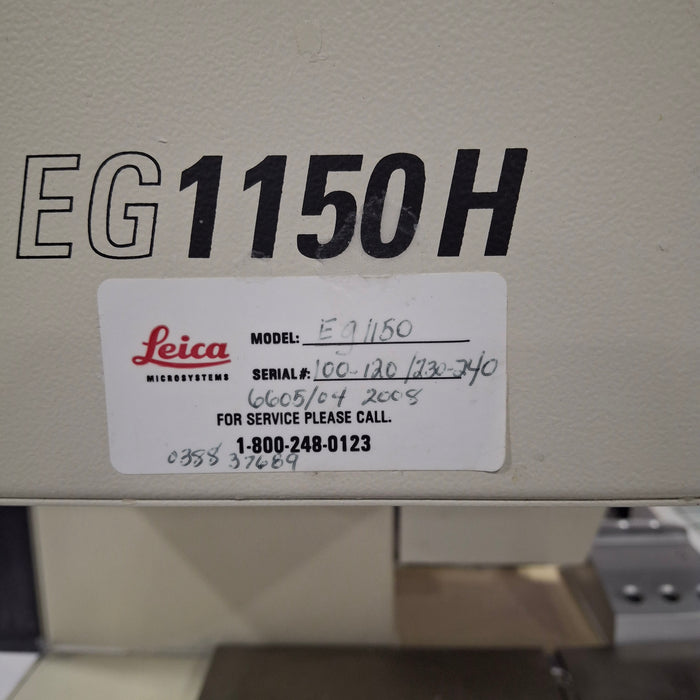 EG1150H
Leica
MICROSYSTEMS
MODEL: Eg1150
SERIAL#: 100-120/230-240
6605/04 2008
FOR SERVICE PLEASE CALL.
1-800-248-0123
0388 37689